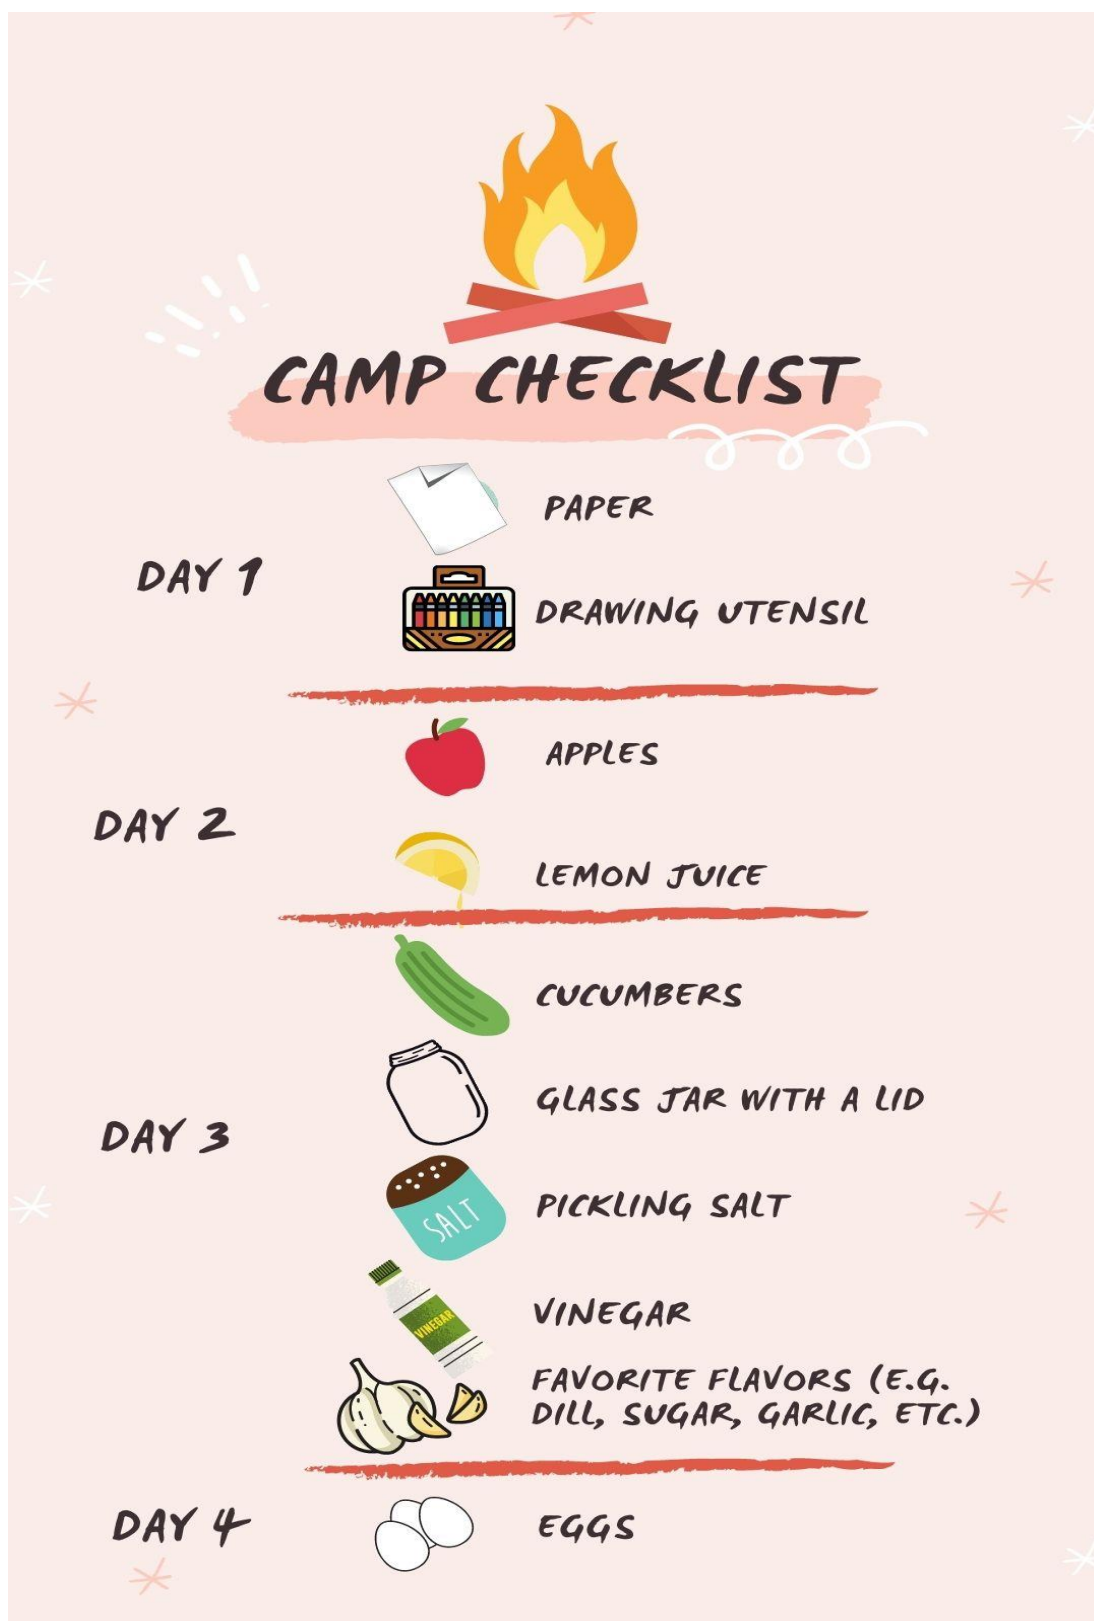 CAMP CHECKLIST
PAPER
DAY 1
DRAWING UTENSIL
APPLES
DAY 2
LEMON JUICE
CUCUMBERS
GLASS JAR WITH A LID
DAY 3
SALT
PICKLING SALT
VINEGAR
VINEGAR
FAVORITE FLAVORS (E.G.
DILL, SUGAR, GARLIC, ETC.)
DAY 4
EGGS